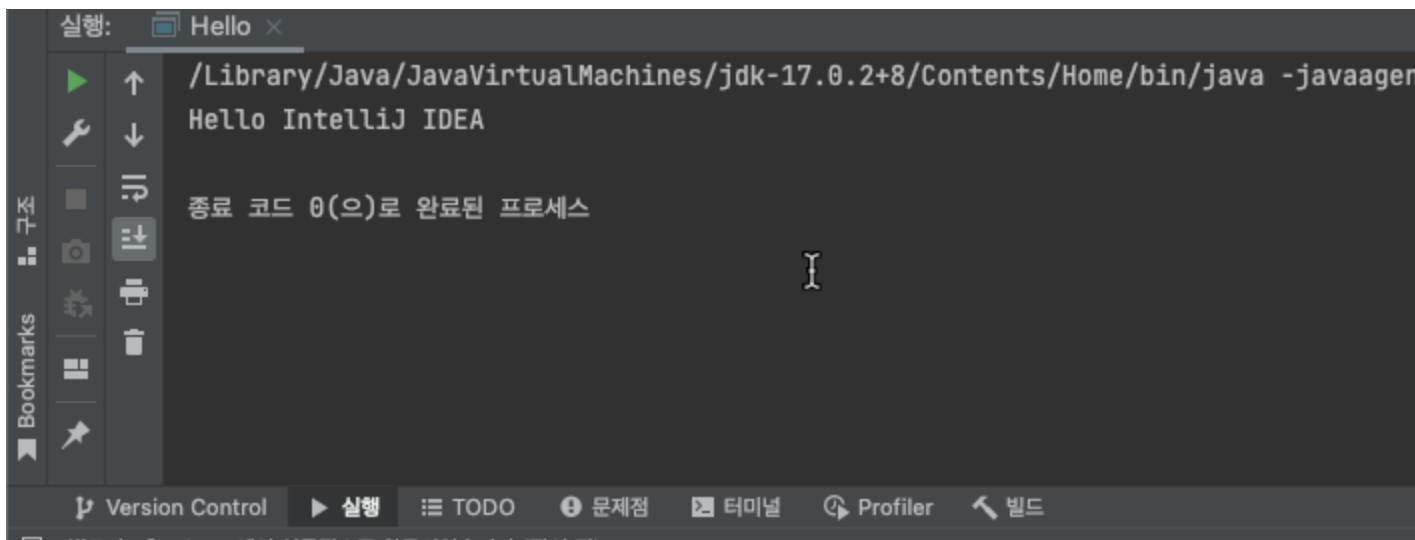 실행:
Hello
/Library/Java/JavaVirtualMachines/jdk-17.0.2+8/Contents/Home/bin/java -javaagen
Hello IntelliJ IDEA
종료 코드 0(으)로 완료된 프로세스
구조
Bookmarks
Version Control 실행 TODO 문제점 터미널 Profiler 빌드